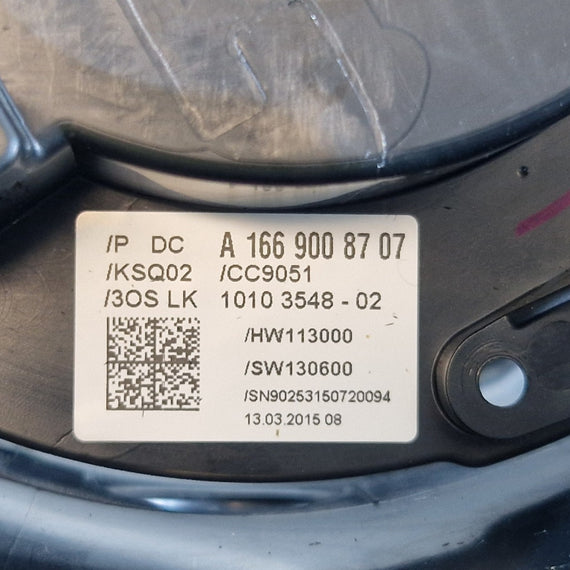 /P DC A 166 900 87 07
/KSQ02 /CC9051
/3OS LK 1010 3548 - 02
/HW113000
/SW130600
/SN90253150720094
13.03.2015 08